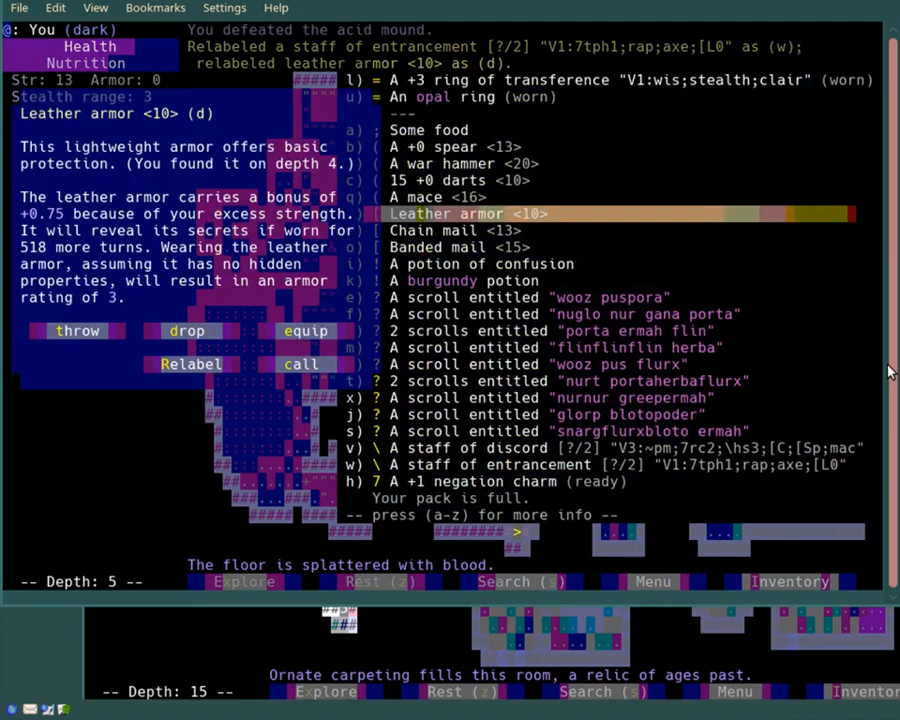 File Edit View Bookmarks Settings Help
@: You (dark)
You defeated the acid mound.
Health
Relabeled a staff of entrancement [?/2] "V1:7tph1;rap;axe;[L0" as (w);
Nutrition
relabeled leather armor <10> as (d).
Str: 13 Armor: 0
l) = A +3 ring of transference "V1:wis;stealth;clair" (worn)
Stealth range: 3
u) = An opal ring (worn)
Leather armor <10> (d)
---
a) ; Some food
This lightweight armor offers basic
b) ( A +0 spear <13>
protection. (You found it on depth 4.)
g) ( A war hammer <20>
c) ( 15 +0 darts <10>
The leather armor carries a bonus of
q) ( A mace <16>
+0.75 because of your excess strength.
[ Leather armor <10>
It will reveal its secrets if worn for
[ Chain mail <13>
518 more turns. Wearing the leather
o) [ Banded mail <15>
armor, assuming it has no hidden
i) ! A potion of confusion
properties, will result in an armor
k) ! A burgundy potion
rating of 3.
e) ? A scroll entitled "wooz puspora"
f) ? A scroll entitled "nuglo nur gana porta"
throw drop equip
? 2 scrolls entitled "porta ermah flin"
m) ? A scroll entitled "flinflinflin herba"
Relabel call
? A scroll entitled "wooz pus flurx"
t) ? 2 scrolls entitled "nurt portaherbaflurx"
x) ? A scroll entitled "nurnur greepermah"
j) ? A scroll entitled "glorp blotopoder"
s) ? A scroll entitled "snargflurxbloto ermah"
v) \ A staff of discord [?/2] "V3:~pm;7rc2;\hs3;[C;[Sp;mac"
w) \ A staff of entrancement [?/2] "V1:7tph1;rap;axe;[L0"
h) 7 A +1 negation charm (ready)
Your pack is full.
-- press (a-z) for more info --
The floor is splattered with blood.
-- Depth: 5 -- Explore Rest (z) Search (s) Menu Inventory
Ornate carpeting fills this room, a relic of ages past.
-- Depth: 15 -- Explore Rest (z) Search (s) Menu Inventor